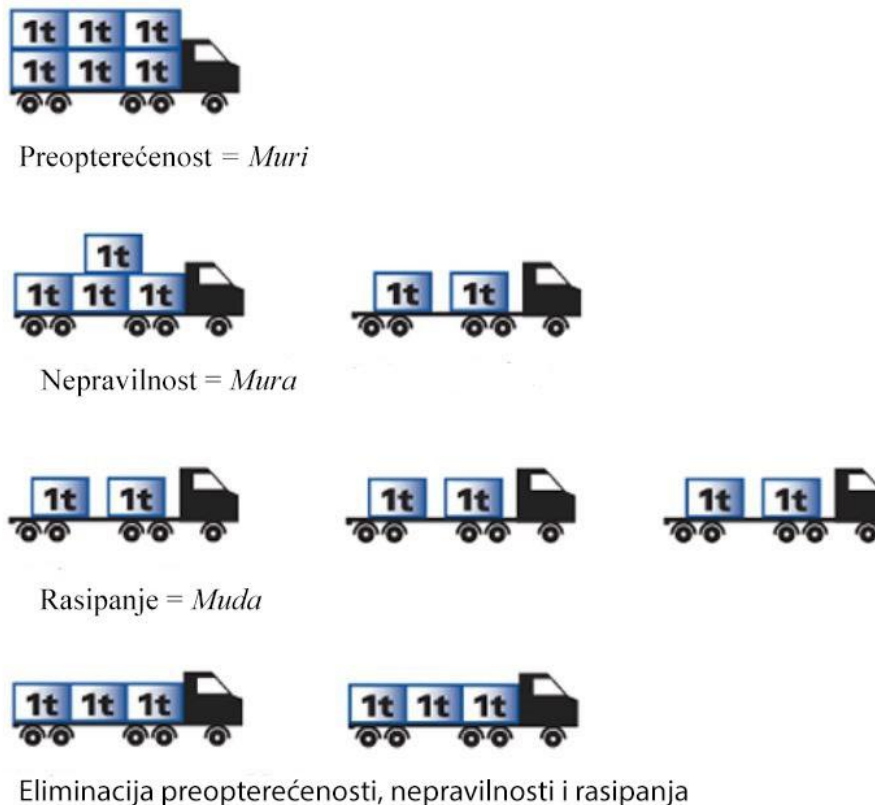 1t 1t 1t
1t 1t 1t
Preopterećenost = Muri
1t
1t 1t 1t 1t 1t
Nepravilnost = Mura
1t 1t 1t 1t 1t 1t
Rasipanje = Muda
1t 1t 1t 1t 1t 1t
Eliminacija preopterećenosti, nepravilnosti i rasipanja